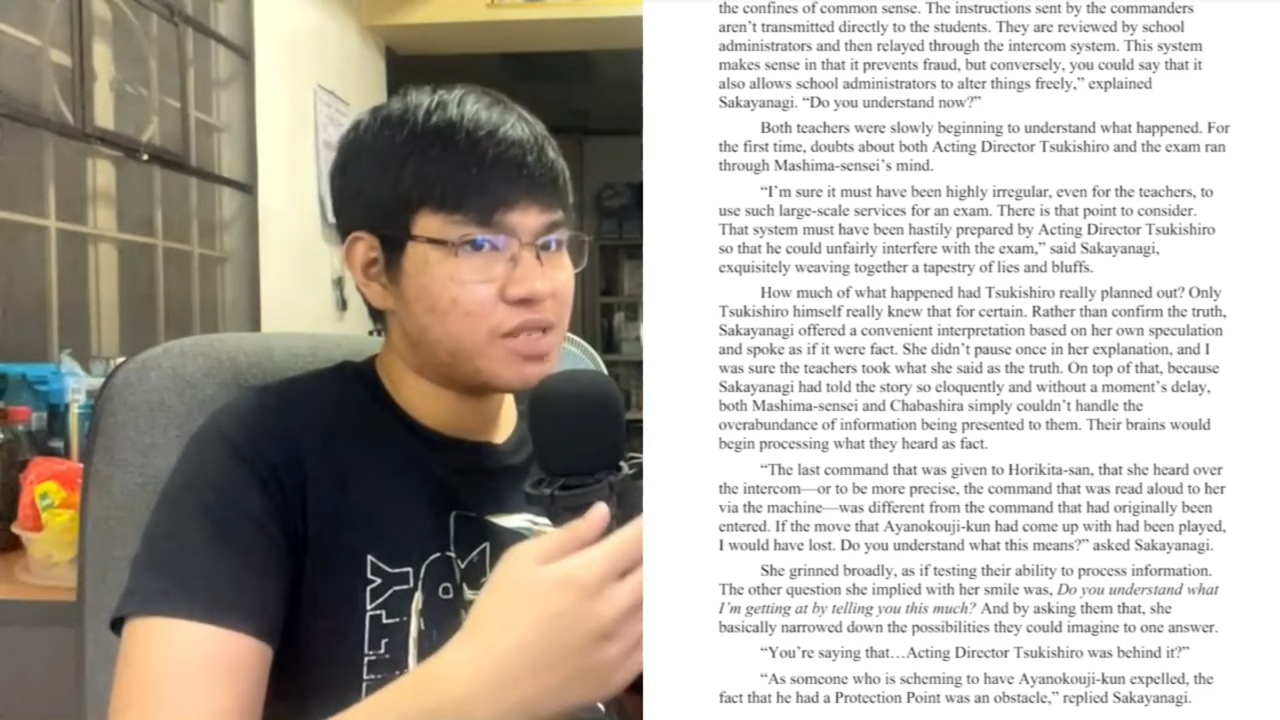 the confines of common sense. The instructions sent by the commanders
aren’t transmitted directly to the students. They are reviewed by school
administrators and then relayed through the intercom system. This system
makes sense in that it prevents fraud, but conversely, you could say that it
also allows school administrators to alter things freely,” explained
Sakayanagi. “Do you understand now?”
Both teachers were slowly beginning to understand what happened. For
the first time, doubts about both Acting Director Tsukishiro and the exam ran
through Mashima-sensei’s mind.
“I’m sure it must have been highly irregular, even for the teachers, to
use such large-scale services for an exam. There is that point to consider.
That system must have been hastily prepared by Acting Director Tsukishiro
so that he could unfairly interfere with the exam,” said Sakayanagi,
exquisitely weaving together a tapestry of lies and bluffs.
How much of what happened had Tsukishiro really planned out? Only
Tsukishiro himself really knew that for certain. Rather than confirm the truth,
Sakayanagi offered a convenient interpretation based on her own speculation
and spoke as if it were fact. She didn’t pause once in her explanation, and I
was sure the teachers took what she said as the truth. On top of that, because
Sakayanagi had told the story so eloquently and without a moment’s delay,
both Mashima-sensei and Chabashira simply couldn’t handle the
overabundance of information being presented to them. Their brains would
begin processing what they heard as fact.
“The last command that was given to Horikita-san, that she heard over
the intercom—or to be more precise, the command that was read aloud to her
via the machine—was different from the command that had originally been
entered. If the move that Ayanokouji-kun had come up with had been played,
I would have lost. Do you understand what this means?” asked Sakayanagi.
She grinned broadly, as if testing their ability to process information.
The other question she implied with her smile was, Do you understand what
I’m getting at by telling you this much? And by asking them that, she
basically narrowed down the possibilities they could imagine to one answer.
“You’re saying that…Acting Director Tsukishiro was behind it?”
“As someone who is scheming to have Ayanokouji-kun expelled, the
fact that he had a Protection Point was an obstacle,” replied Sakayanagi.